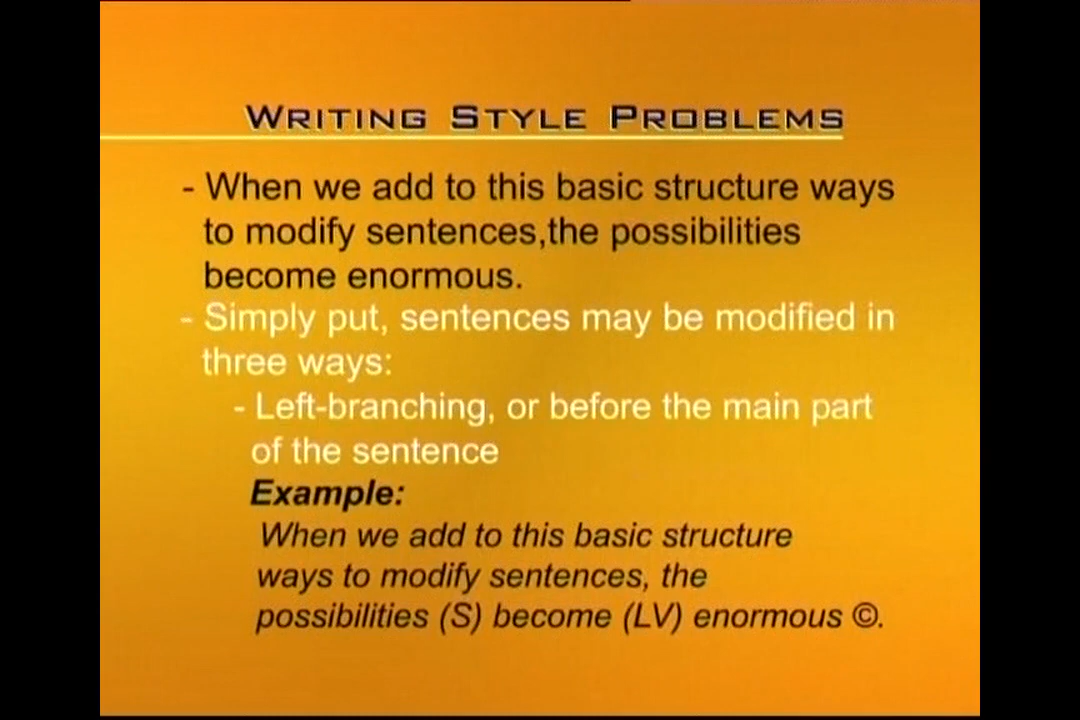 WRITING STYLE PROBLEMS
- When we add to this basic structure ways
to modify sentences,the possibilities
become enormous.
- Simply put, sentences may be modified in
three ways:
- Left-branching, or before the main part
of the sentence
Example:
When we add to this basic structure
ways to modify sentences, the
possibilities (S) become (LV) enormous ©.